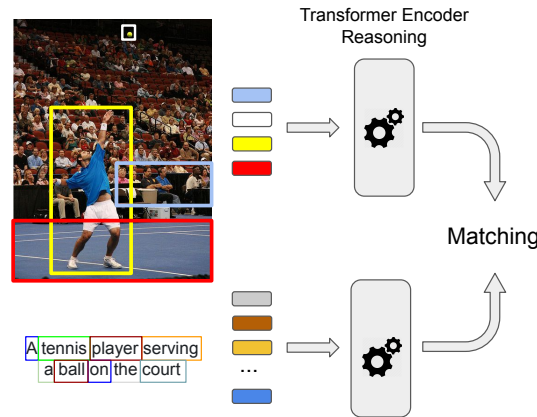 Transformer Encoder
Reasoning
Matching
A tennis player serving
a ball on the court
...